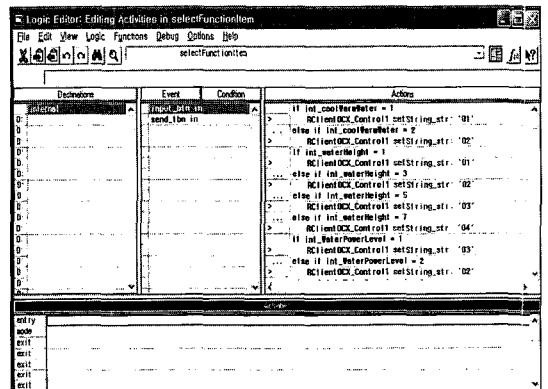 Logic Editor: Editing Activities in selectFunctionItem
File Edit View Logic Functions Debug Options Help
selectFunctionItem
Destinations Event Condition Actions
internal
input_btn in
send_tbn in
if int_coolWarmWater = 1
RClientOCX_Control1 setString_str: '01'
else if int_coolWarmWater = 2
RClientOCX_Control1 setString_str: '02'
if int_waterHeight = 1
RClientOCX_Control1 setString_str: '01'
else if int_waterHeight = 3
RClientOCX_Control1 setString_str: '02'
else if int_waterHeight = 5
RClientOCX_Control1 setString_str: '03'
else if int_waterHeight = 7
RClientOCX_Control1 setString_str: '04'
if int_WaterPowerLevel = 1
RClientOCX_Control1 setString_str: '03'
else if int_WaterPowerLevel = 2
RClientOCX_Control1 setString_str: '02'
entry
mode
exit
exit
exit
exit
exit